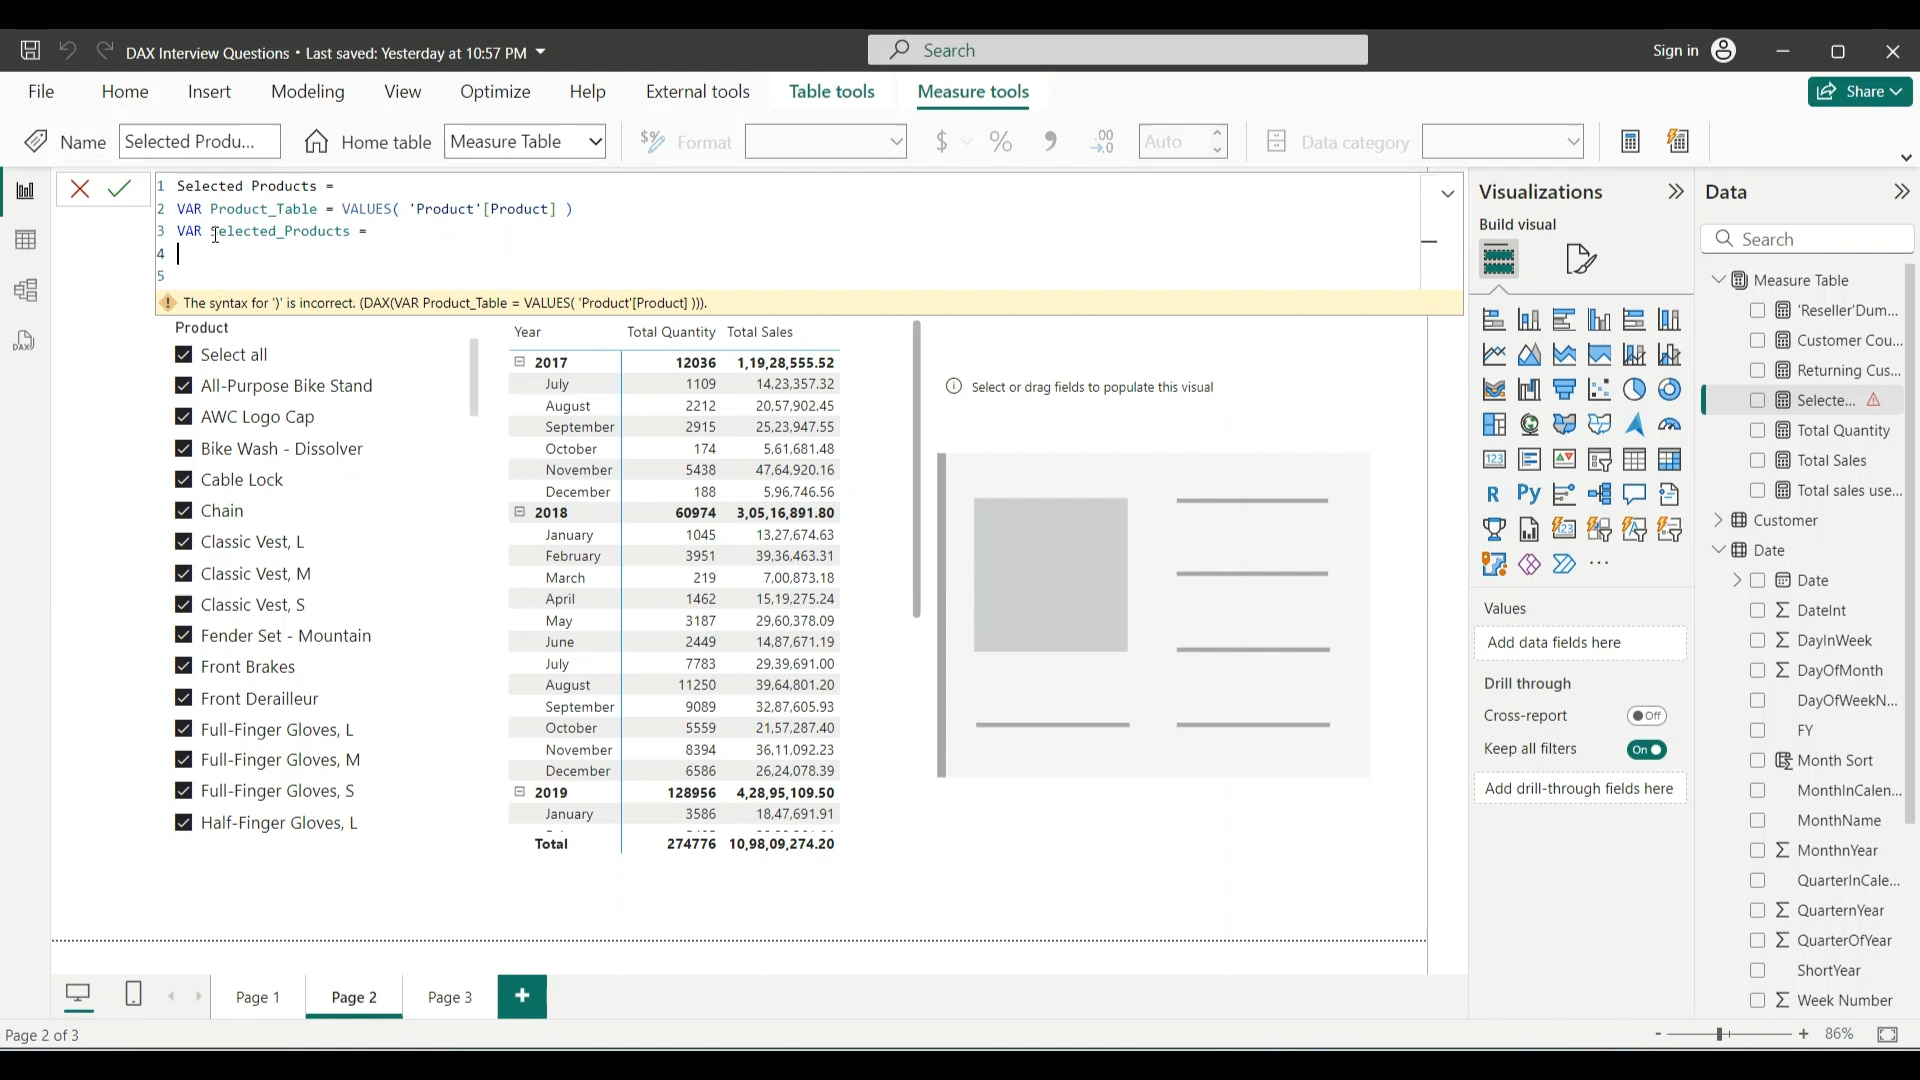 DAX Interview Questions • Last saved: Yesterday at 10:57 PM
Search
Sign in
File
Home
Insert
Modeling
View
Optimize
Help
External tools
Table tools
Measure tools
Share
Name
Selected Produ...
Home table
Measure Table
Format
$
%
Auto
Data category
1 Selected Products =
2 VAR Product_Table = VALUES( 'Product'[Product] )
3 VAR Selected_Products =
4
5
The syntax for ')' is incorrect. (DAX(VAR Product_Table = VALUES( 'Product'[Product] ))).
Product
Select all
All-Purpose Bike Stand
AWC Logo Cap
Bike Wash - Dissolver
Cable Lock
Chain
Classic Vest, L
Classic Vest, M
Classic Vest, S
Fender Set - Mountain
Front Brakes
Front Derailleur
Full-Finger Gloves, L
Full-Finger Gloves, M
Full-Finger Gloves, S
Half-Finger Gloves, L
Year Total Quantity Total Sales
2017 12036 1,19,28,555.52
July 1109 14,23,357.32
August 2212 20,57,902.45
September 2915 25,23,947.55
October 174 5,61,681.48
November 5438 47,64,920.16
December 188 5,96,746.56
2018 60974 3,05,16,891.80
January 1045 13,27,674.63
February 3951 39,36,463.31
March 219 7,00,873.18
April 1462 15,19,275.24
May 3187 29,60,378.09
June 2449 14,87,671.19
July 7783 29,39,691.00
August 11250 39,64,801.20
September 9089 32,87,605.93
October 5559 21,57,287.40
November 8394 36,11,092.23
December 6586 26,24,078.39
2019 128956 4,28,95,109.50
January 3586 18,47,691.91
Total 274776 10,98,09,274.20
Select or drag fields to populate this visual
Visualizations
Build visual
123
R
Py
Values
Add data fields here
Drill through
Cross-report
Off
Keep all filters
On
Add drill-through fields here
Data
Search
Measure Table
'Reseller'Dum...
Customer Cou...
Returning Cus...
Selecte...
Total Quantity
Total Sales
Total sales use...
Customer
Date
Date
DateInt
DayInWeek
DayOfMonth
DayOfWeekN...
FY
Month Sort
MonthInCalen...
MonthName
MonthnYear
QuarterInCale...
QuarternYear
QuarterOfYear
ShortYear
Week Number
DAX
Page 1
Page 2
Page 3
Page 2 of 3
86%